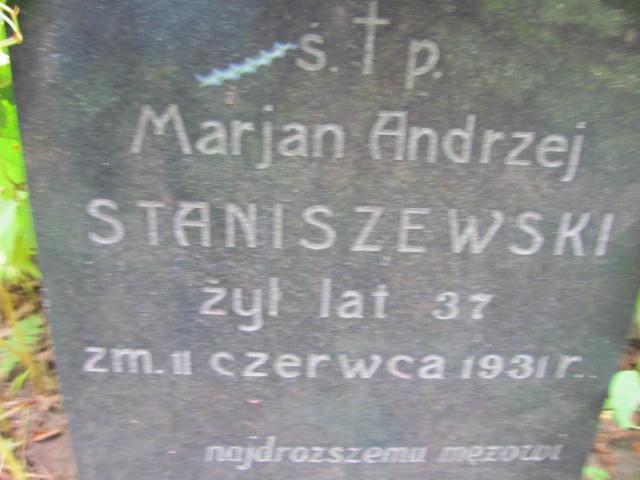 ś. † p.
Marjan Andrzej
STANISZEWSKI
żył lat 37
zm. 11 czerwca 1931 r.
najdroższemu mężowi